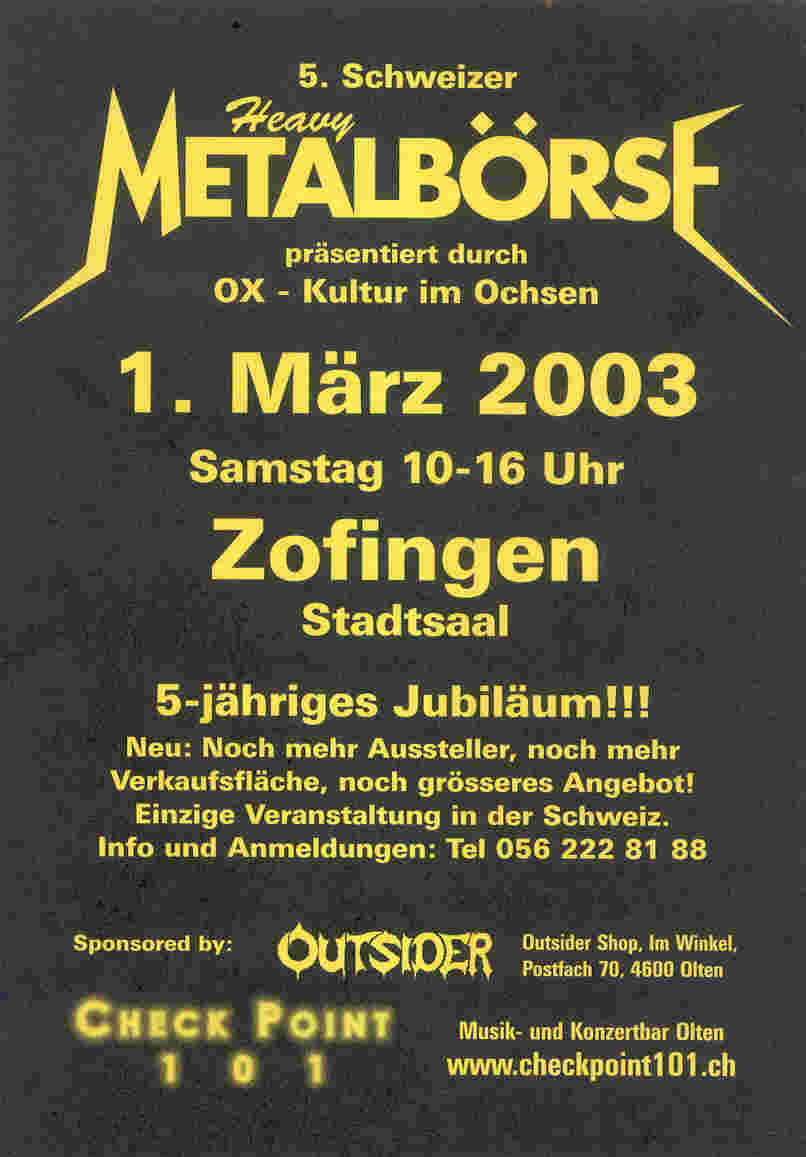 5. Schweizer
Heavy
METALBÖRSE
präsentiert durch
OX - Kultur im Ochsen
1. März 2003
Samstag 10-16 Uhr
Zofingen
Stadtsaal
5-jähriges Jubiläum!!!
Neu: Noch mehr Aussteller, noch mehr
Verkaufsfläche, noch grösseres Angebot!
Einzige Veranstaltung in der Schweiz.
Info und Anmeldungen: Tel 056 222 81 88
Sponsored by:
OUTSIDER
Outsider Shop, Im Winkel,
Postfach 70, 4600 Olten
CHECK POINT
101
Musik- und Konzertbar Olten
www.checkpoint101.ch